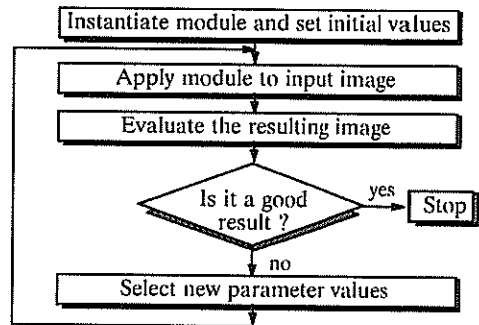 Instantiate module and set initial values
Apply module to input image
Evaluate the resulting image
Is it a good
result ?
yes
Stop
no
Select new parameter values